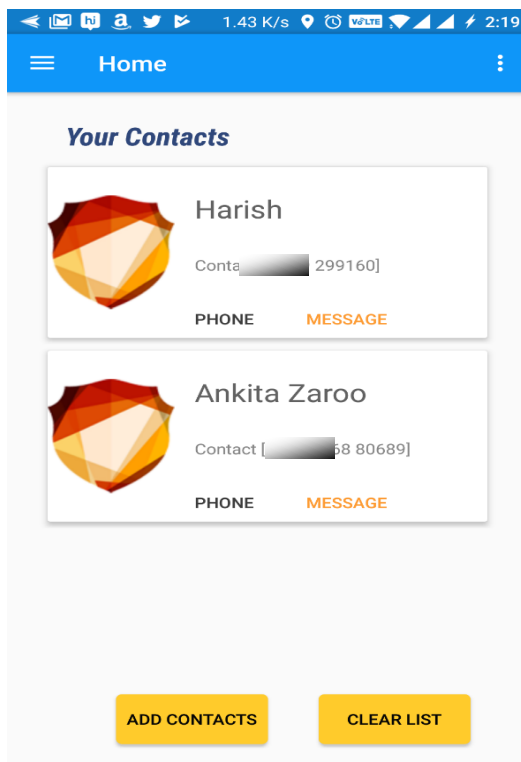 1.43 K/s VoLTE 2:19
Home
Your Contacts
Harish
299160]
PHONE MESSAGE
Ankita Zaroo
Contact [ 80689]
PHONE MESSAGE
ADD CONTACTS CLEAR LIST